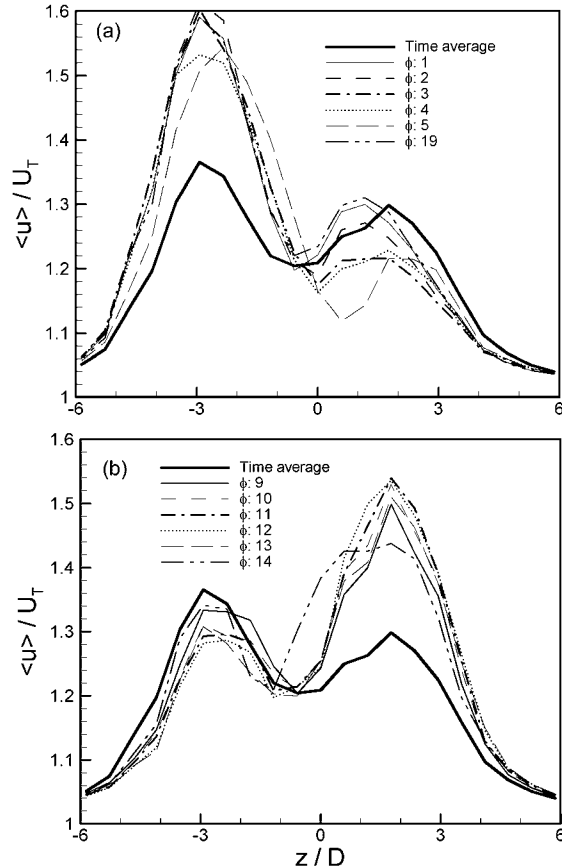 (a)
Time average
ϕ: 1
ϕ: 2
ϕ: 3
ϕ: 4
ϕ: 5
ϕ: 19
<u> / U_T
1.6
1.5
1.4
1.3
1.2
1.1
1
-6 -3 0 3 6
(b)
Time average
ϕ: 9
ϕ: 10
ϕ: 11
ϕ: 12
ϕ: 13
ϕ: 14
<u> / U_T
1.6
1.5
1.4
1.3
1.2
1.1
1
-6 -3 0 3 6
z / D